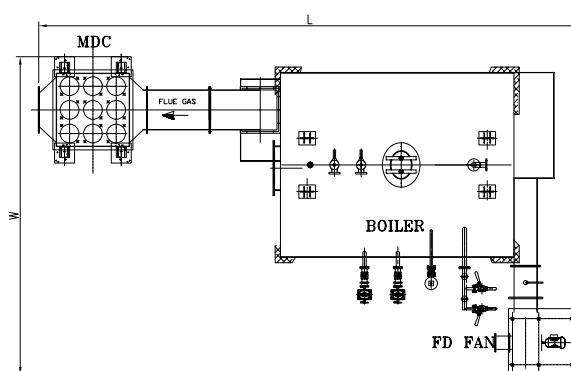 L
MDC
FLUE GAS
W
BOILER
FD FAN